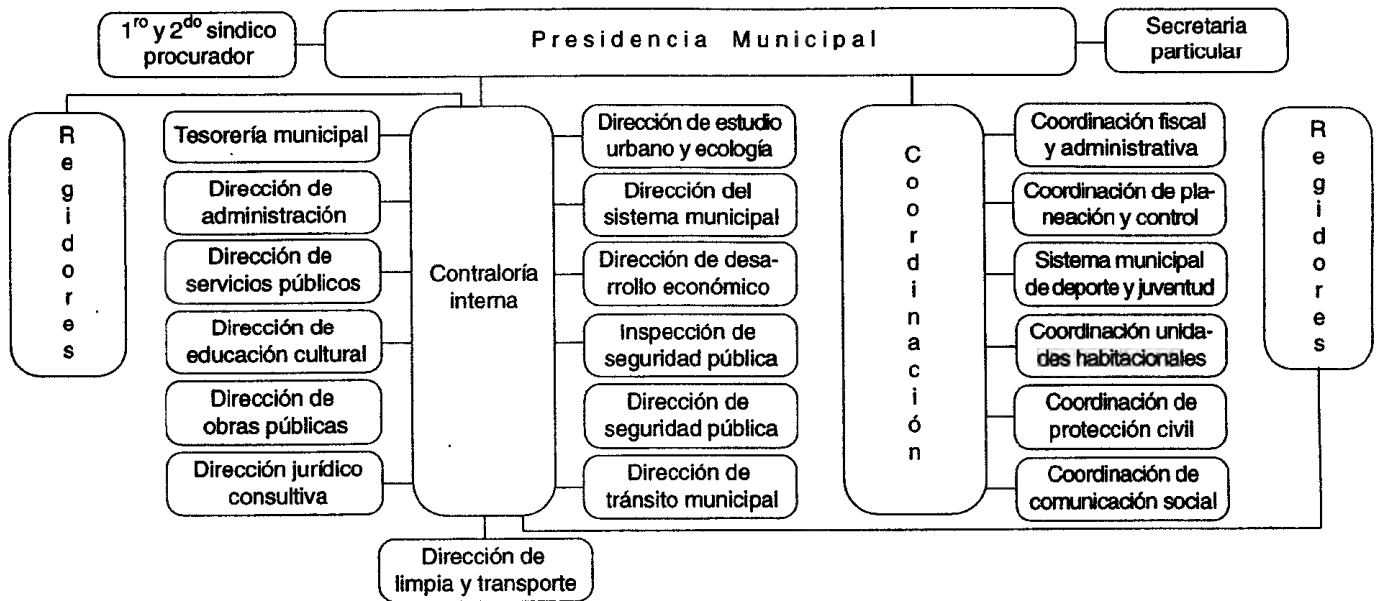 1ro y 2do síndico
procurador
Presidencia Municipal
Secretaria
particular
Regidores
Tesorería municipal
Dirección de
administración
Dirección de
servicios públicos
Dirección de
educación cultural
Dirección de
obras públicas
Dirección jurídico
consultiva
Contraloría
interna
Dirección de estudio
urbano y ecología
Dirección del
sistema municipal
Dirección de desa-
rrollo económico
Inspección de
seguridad pública
Dirección de
seguridad pública
Dirección de
tránsito municipal
Dirección de
limpia y transporte
Coordinación
Coordinación fiscal
y administrativa
Coordinación de pla-
neación y control
Sistema municipal
de deporte y juventud
Coordinación unida-
des habitacionales
Coordinación de
protección civil
Coordinación de
comunicación social
Regidores